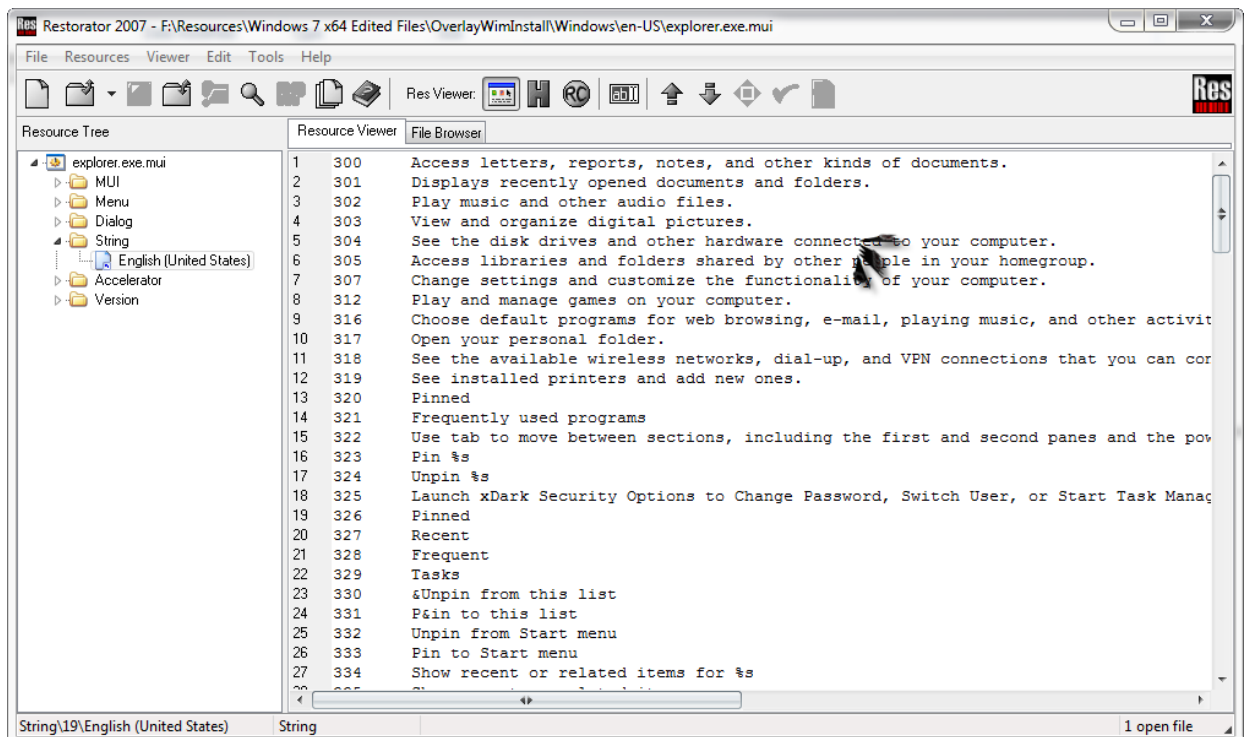 Res Restorator 2007 - F:\Resources\Windows 7 x64 Edited Files\OverlayWimInstall\Windows\en-US\explorer.exe.mui
File Resources Viewer Edit Tools Help
Res Viewer: H RC ab Res
Resource Tree
Resource Viewer File Browser
explorer.exe.mui
MUI
Menu
Dialog
String
English (United States)
Accelerator
Version
1 300 Access letters, reports, notes, and other kinds of documents.
2 301 Displays recently opened documents and folders.
3 302 Play music and other audio files.
4 303 View and organize digital pictures.
5 304 See the disk drives and other hardware connected to your computer.
6 305 Access libraries and folders shared by other people in your homegroup.
7 307 Change settings and customize the functionality of your computer.
8 312 Play and manage games on your computer.
9 316 Choose default programs for web browsing, e-mail, playing music, and other activit
10 317 Open your personal folder.
11 318 See the available wireless networks, dial-up, and VPN connections that you can con
12 319 See installed printers and add new ones.
13 320 Pinned
14 321 Frequently used programs
15 322 Use tab to move between sections, including the first and second panes and the pow
16 323 Pin %s
17 324 Unpin %s
18 325 Launch xDark Security Options to Change Password, Switch User, or Start Task Manag
19 326 Pinned
20 327 Recent
21 328 Frequent
22 329 Tasks
23 330 &Unpin from this list
24 331 P&in to this list
25 332 Unpin from Start menu
26 333 Pin to Start menu
27 334 Show recent or related items for %s
String\19\English (United States) String 1 open file